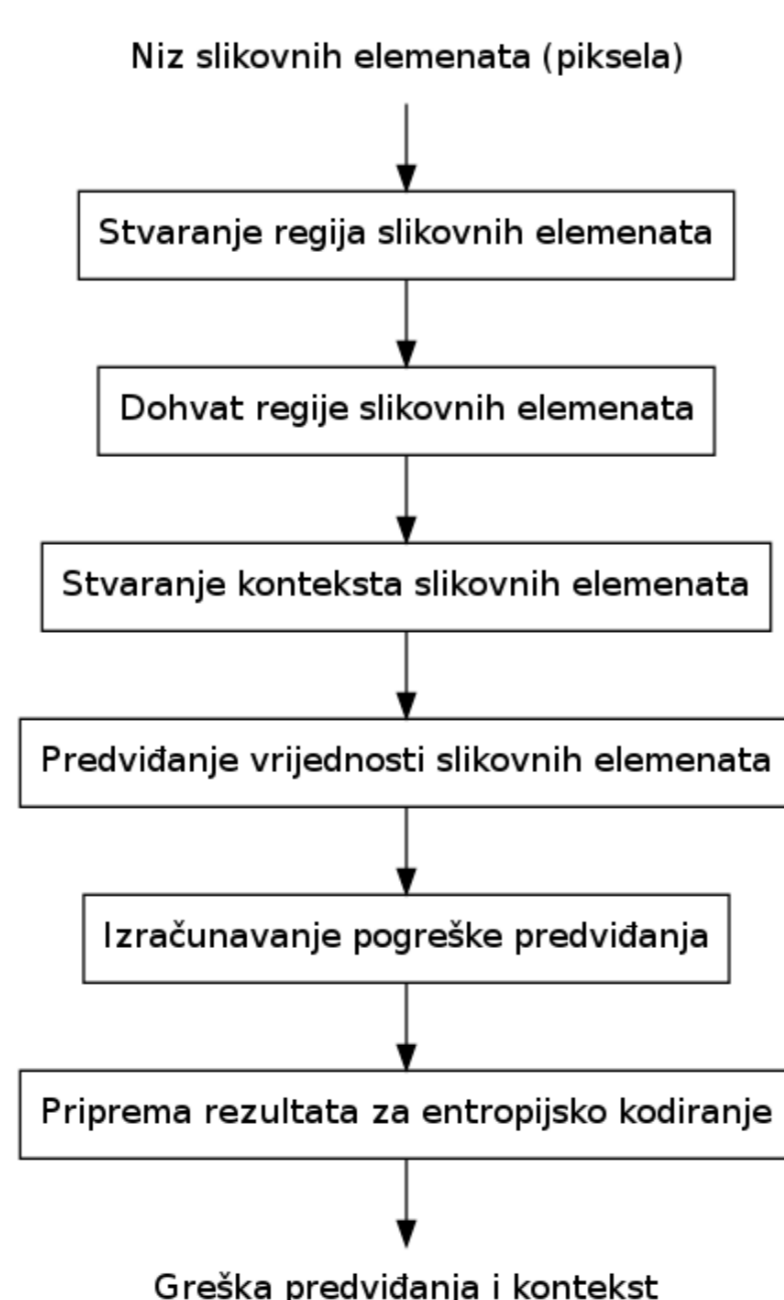 Niz slikovnih elemenata (piksela)
Stvaranje regija slikovnih elemenata
Dohvat regije slikovnih elemenata
Stvaranje konteksta slikovnih elemenata
Predviđanje vrijednosti slikovnih elemenata
Izračunavanje pogreške predviđanja
Priprema rezultata za entropijsko kodiranje
Greška predviđanja i kontekst